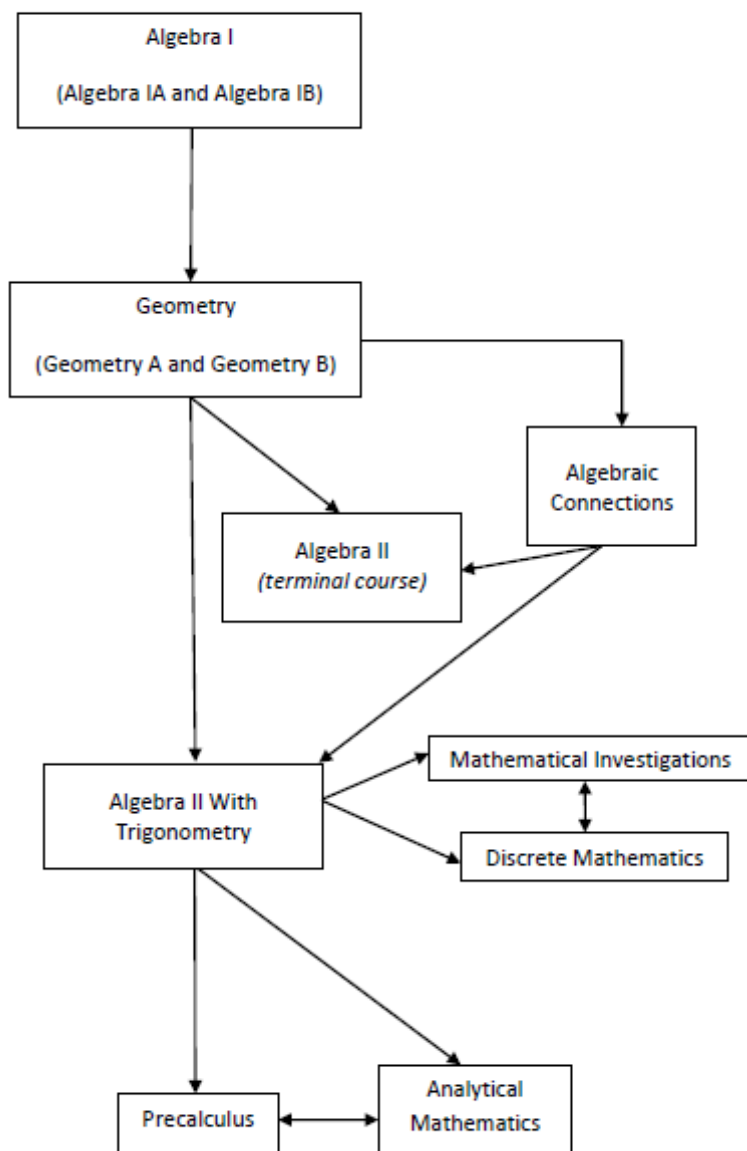 Algebra I
(Algebra IA and Algebra IB)
Geometry
(Geometry A and Geometry B)
Algebraic
Connections
Algebra II
(terminal course)
Mathematical Investigations
Algebra II With
Trigonometry
Discrete Mathematics
Precalculus
Analytical
Mathematics